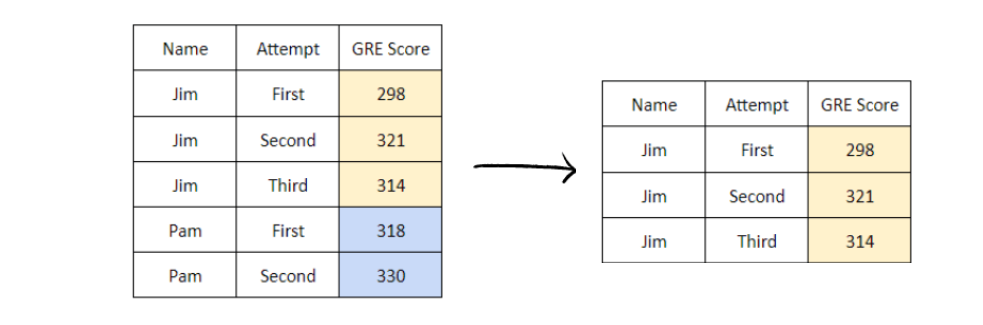 Name Attempt GRE Score
Jim First 298
Jim Second 321
Jim Third 314
Pam First 318
Pam Second 330
Name Attempt GRE Score
Jim First 298
Jim Second 321
Jim Third 314